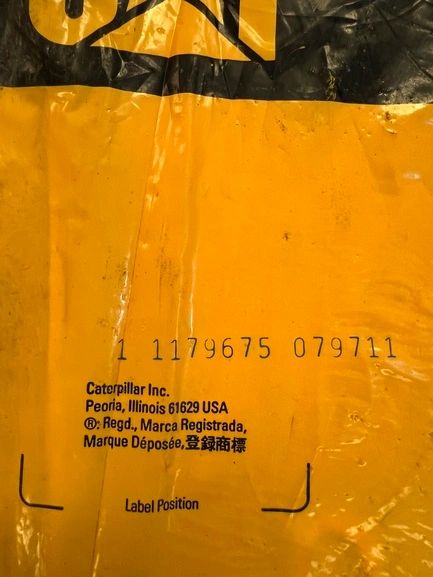 CAT
1 1179675 079711
Caterpillar Inc.
Peoria, Illinois 61629 USA
®; Regd., Marca Registrada,
Marque Déposée,登録商標
Label Position